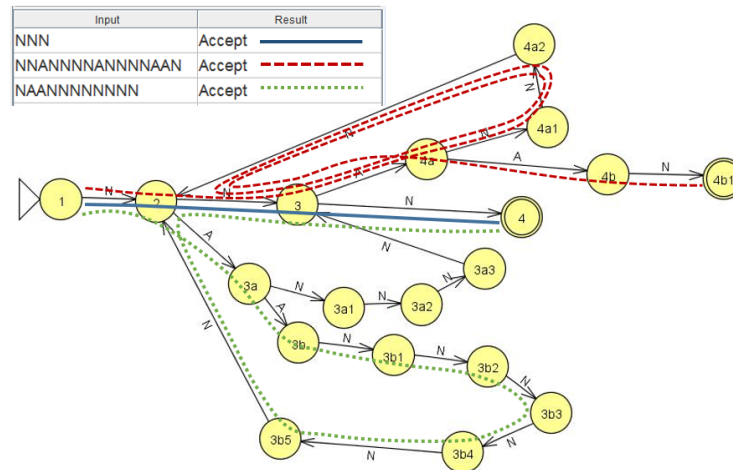 Input Result
NNN Accept
NNANNNNANNNNAAN Accept
NAANNNNNNNN Accept
4a2
N
N
4a1
N
4a
A
A
4b
N
4b1
1
N
2
N
3
N
4
A
N
3a3
3a
N
3a1
N
3a2
N
A
3b
N
3b1
N
3b2
N
N
3b3
N
3b4
N
3b5